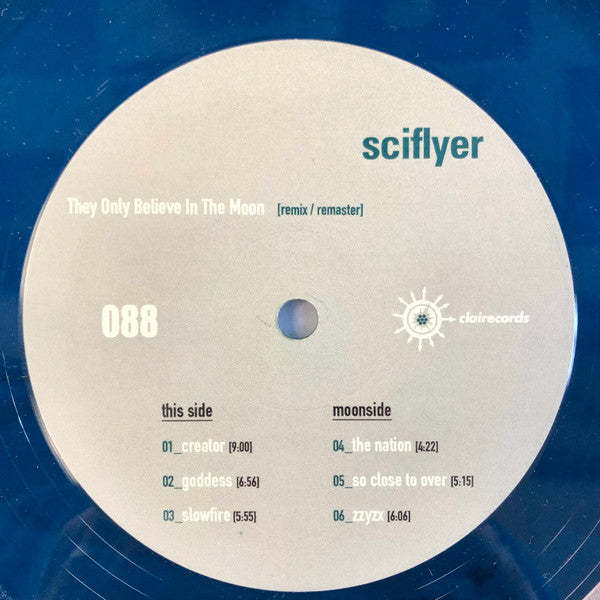 sciflyer
They Only Believe In The Moon [remix / remaster]
088
clairecords
this side
01_creator [9:00]
02_goddess [6:56]
03_slowfire [5:55]
moonside
04_the nation [4:22]
05_so close to over [5:15]
06_zzyzx [6:06]